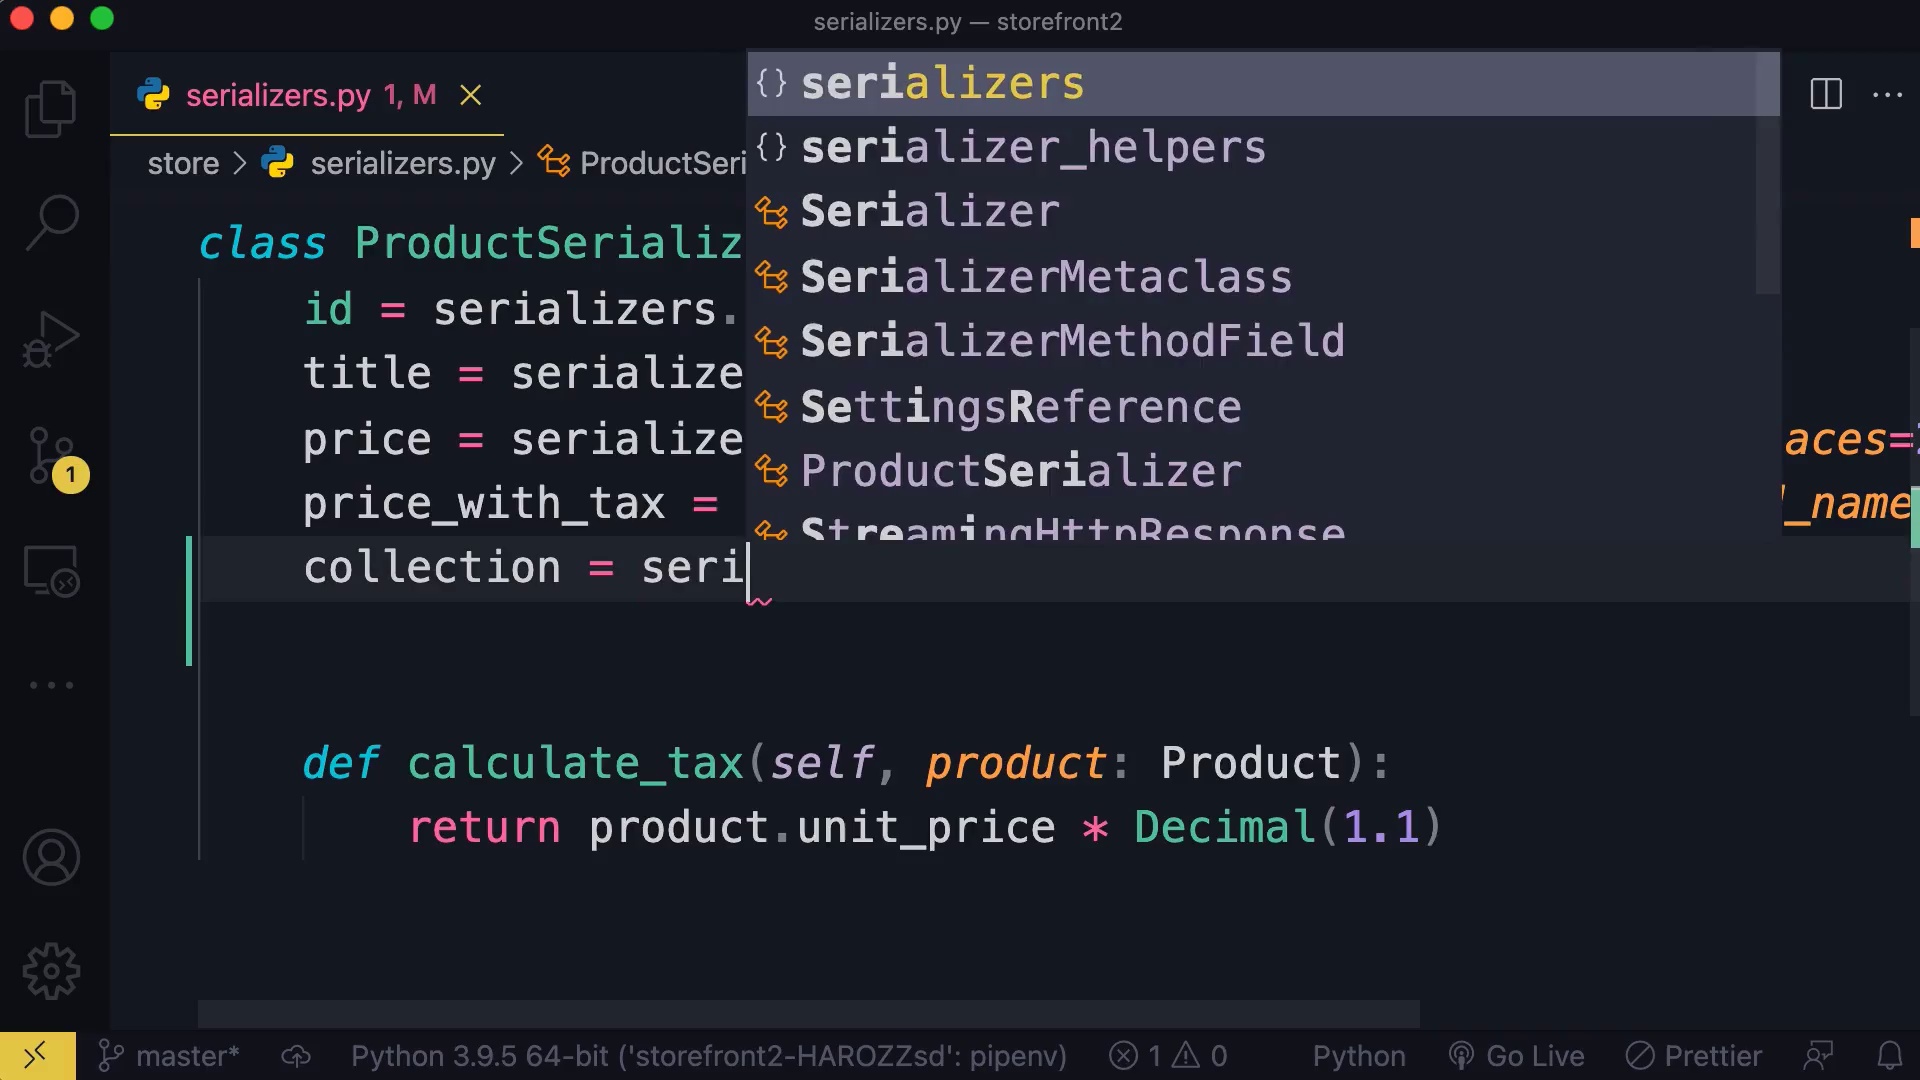 serializers.py — storefront2
serializers.py 1, M
store > serializers.py > ProductSeri
serializers
serializer_helpers
Serializer
SerializerMetaclass
SerializerMethodField
SettingsReference
ProductSerializer
StreamingHttpResponse
class ProductSerializ
id = serializers.
title = serialize
price = serialize
aces=
price_with_tax =
_name
collection = seri
def calculate_tax(self, product: Product):
return product.unit_price * Decimal(1.1)
1
master*
Python 3.9.5 64-bit ('storefront2-HAROZZsd': pipenv)
1 0
Python
Go Live
Prettier